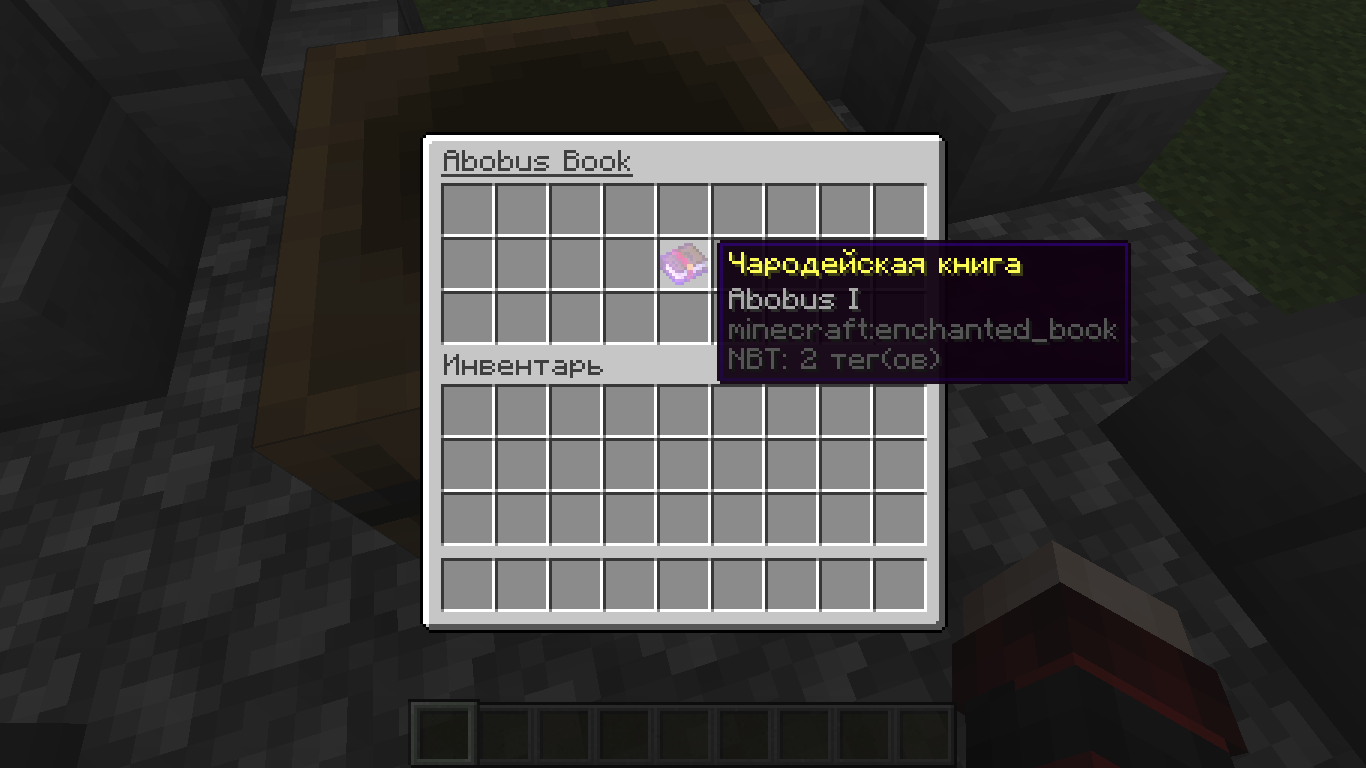 Abobus Book
Чародейская книга
Abobus I
minecraft:enchanted_book
NBT: 2 тег(ов)
Инвентарь